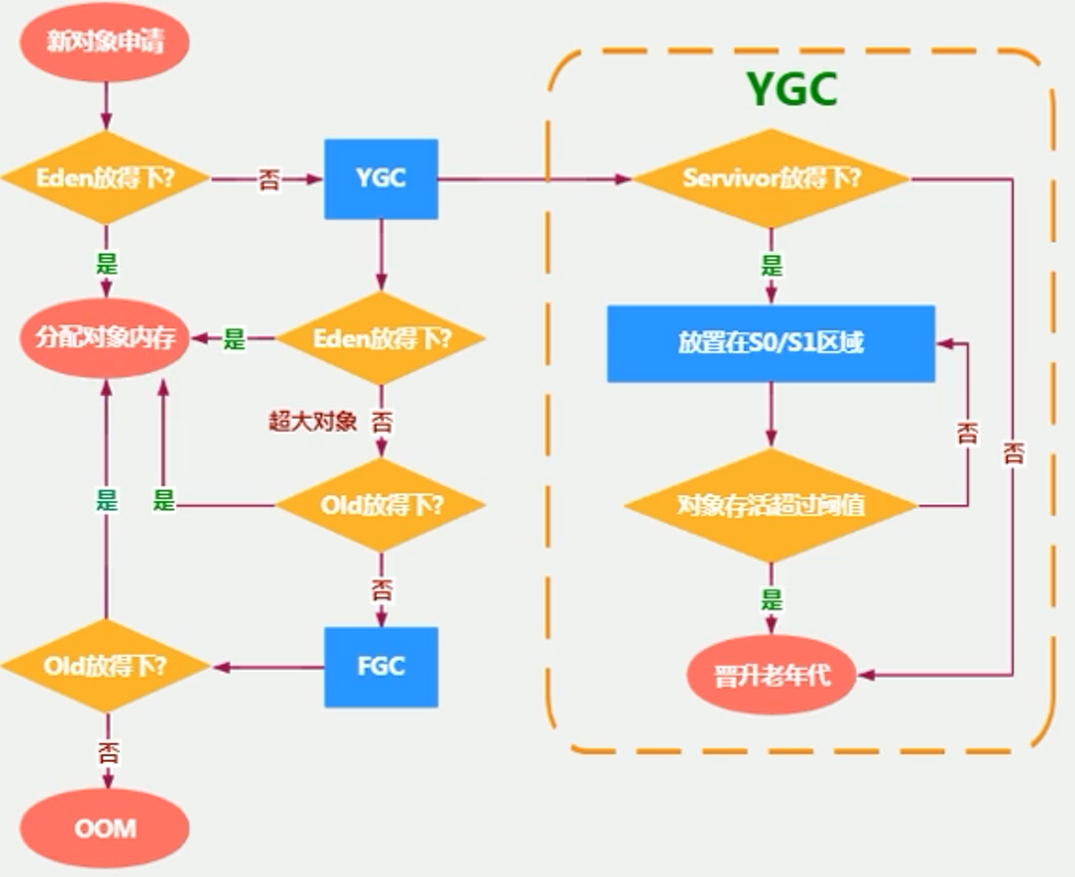 新对象申请
Eden放得下?
否
YGC
是
分配对象内存
是
Eden放得下?
超大对象
否
是
是
Old放得下?
否
Old放得下?
FGC
否
OOM
YGC
Servivor放得下?
是
放置在S0/S1区域
否
否
对象存活超过阈值
是
晋升老年代